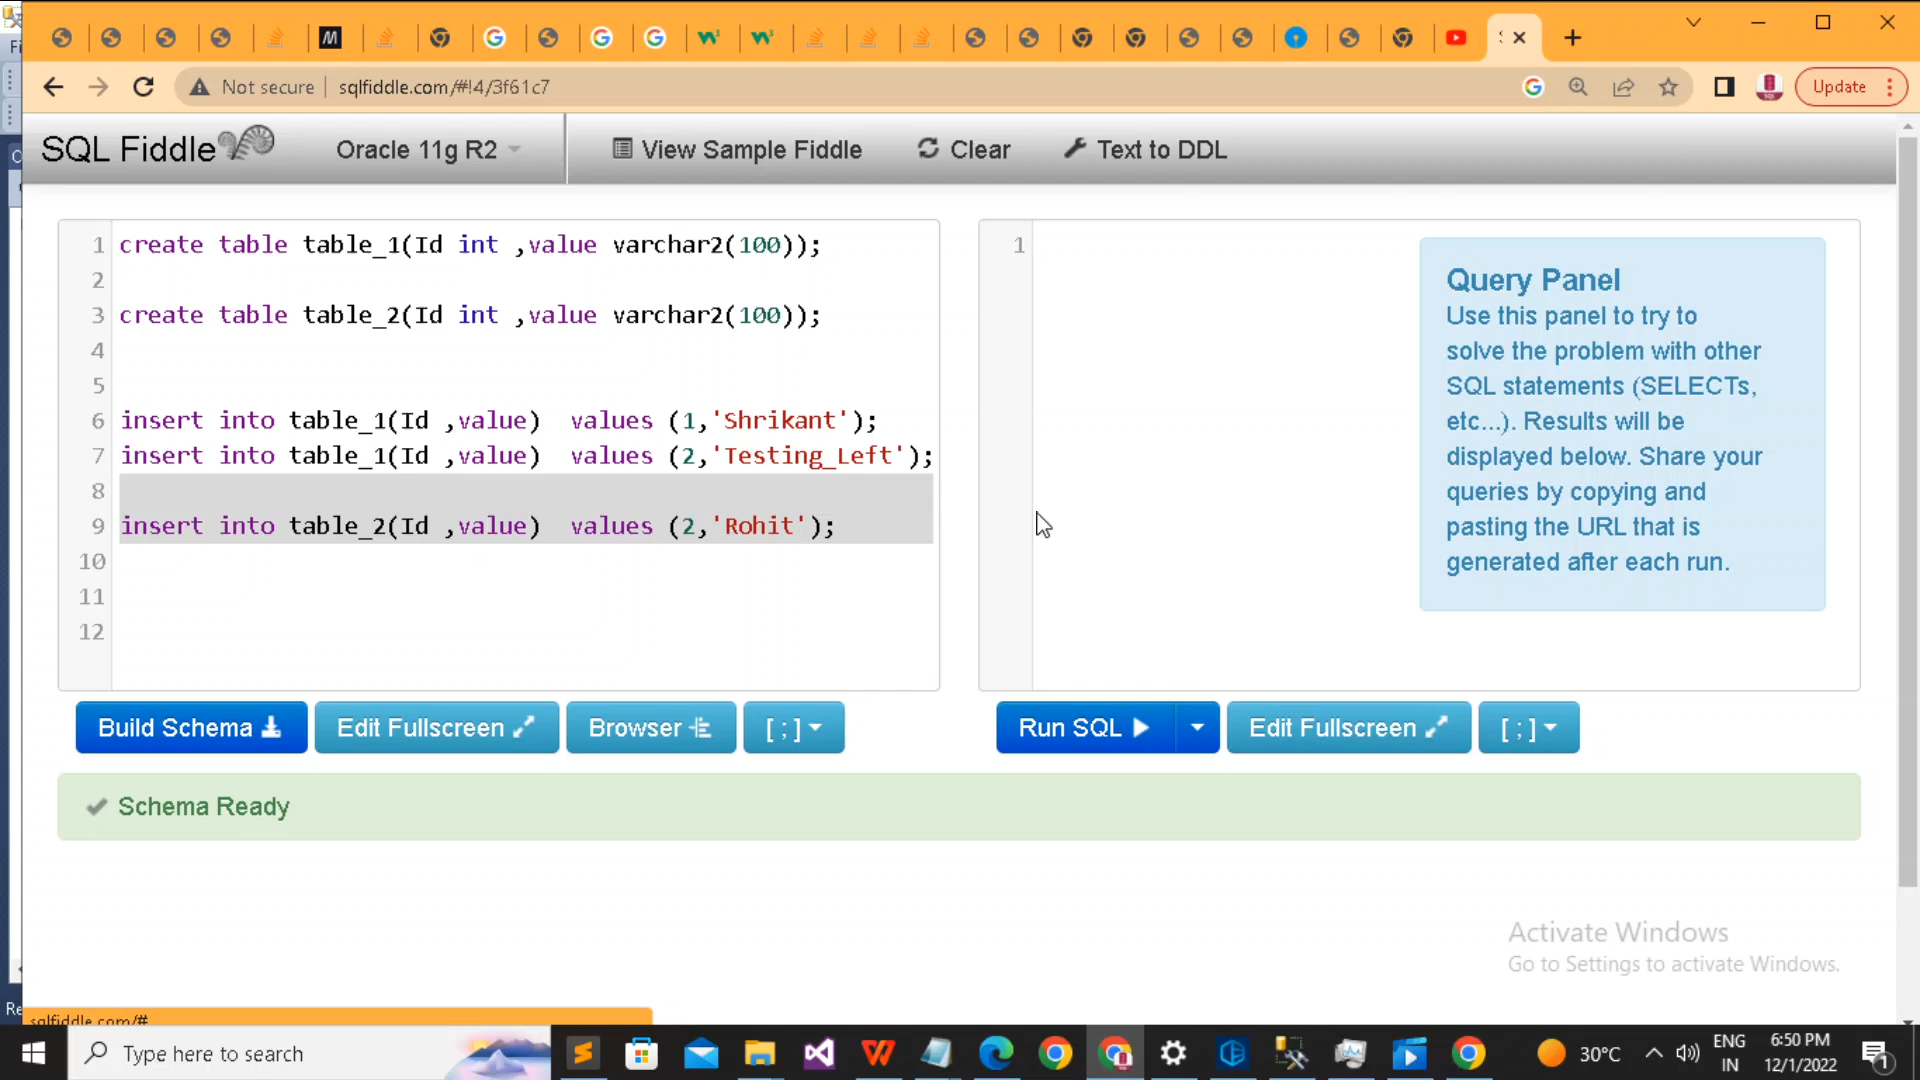 Not secure
sqlfiddle.com/#!4/3f61c7
Update
SQL Fiddle
Oracle 11g R2
View Sample Fiddle
Clear
Text to DDL
1 create table table_1(Id int ,value varchar2(100));
2
3 create table table_2(Id int ,value varchar2(100));
4
5
6 insert into table_1(Id ,value)  values (1,'Shrikant');
7 insert into table_1(Id ,value)  values (2,'Testing_Left');
8
9 insert into table_2(Id ,value)  values (2,'Rohit');
10
11
12
1
Query Panel
Use this panel to try to
solve the problem with other
SQL statements (SELECTs,
etc...). Results will be
displayed below. Share your
queries by copying and
pasting the URL that is
generated after each run.
Build Schema
Edit Fullscreen
Browser
[ ; ]
Run SQL
Edit Fullscreen
[ ; ]
Schema Ready
Activate Windows
Go to Settings to activate Windows.
sqlfiddle.com/#
Type here to search
30°C
ENG
IN
6:50 PM
12/1/2022
1